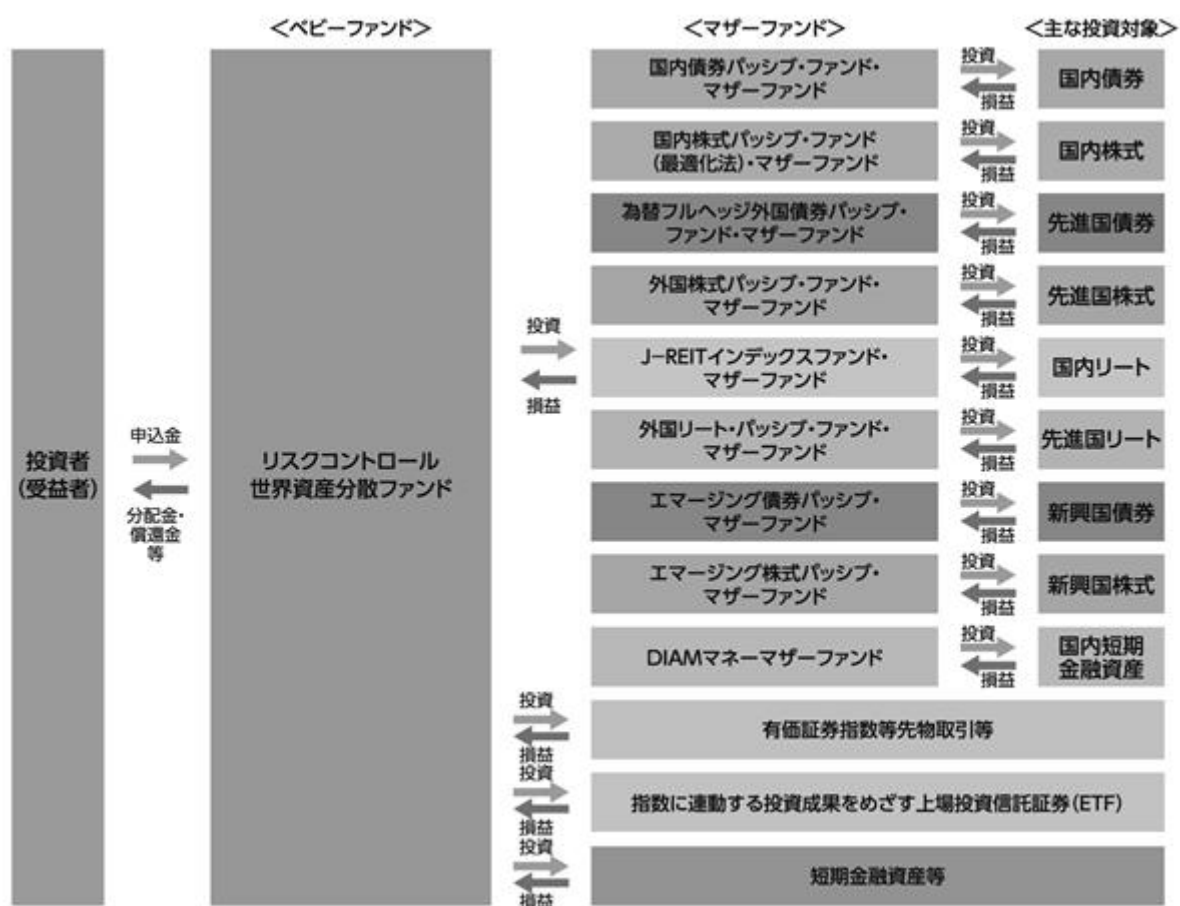 <ベビーファンド>
<マザーファンド>
<主な投資対象>
投資者
(受益者)
申込金
分配金・
償還金
等
リスクコントロール
世界資産分散ファンド
投資
損益
国内債券パッシブ・ファンド・
マザーファンド
投資
損益
国内債券
国内株式パッシブ・ファンド
(最適化法)・マザーファンド
投資
損益
国内株式
為替フルヘッジ外国債券パッシブ・
ファンド・マザーファンド
投資
損益
先進国債券
外国株式パッシブ・ファンド・
マザーファンド
投資
損益
先進国株式
J-REITインデックスファンド・
マザーファンド
投資
損益
国内リート
外国リート・パッシブ・ファンド・
マザーファンド
投資
損益
先進国リート
エマージング債券パッシブ・
マザーファンド
投資
損益
新興国債券
エマージング株式パッシブ・
マザーファンド
投資
損益
新興国株式
DIAMマネーマザーファンド
投資
損益
国内短期
金融資産
投資
損益
有価証券指数等先物取引等
投資
損益
指数に連動する投資成果をめざす上場投資信託証券(ETF)
投資
損益
短期金融資産等